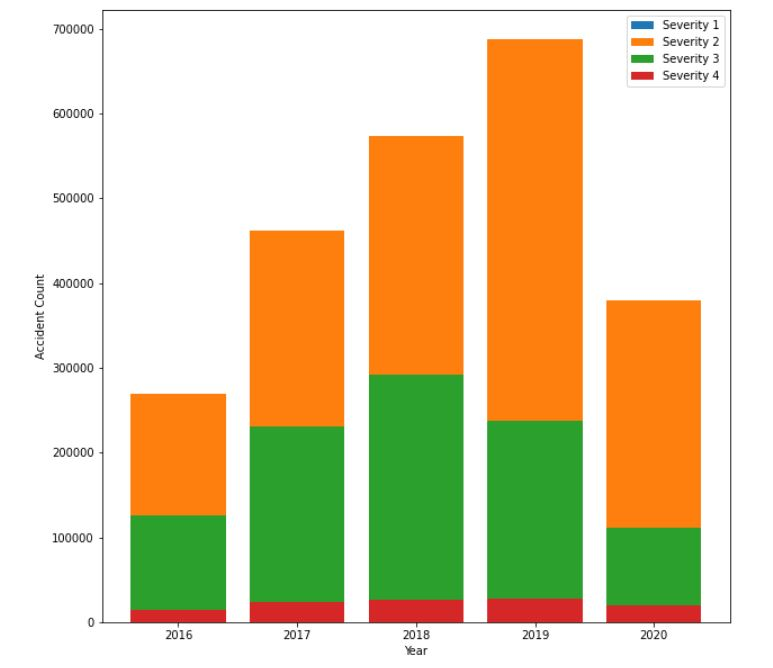 700000
600000
500000
400000
300000
200000
100000
0
Accident Count
2016 2017 2018 2019 2020
Year
Severity 1
Severity 2
Severity 3
Severity 4